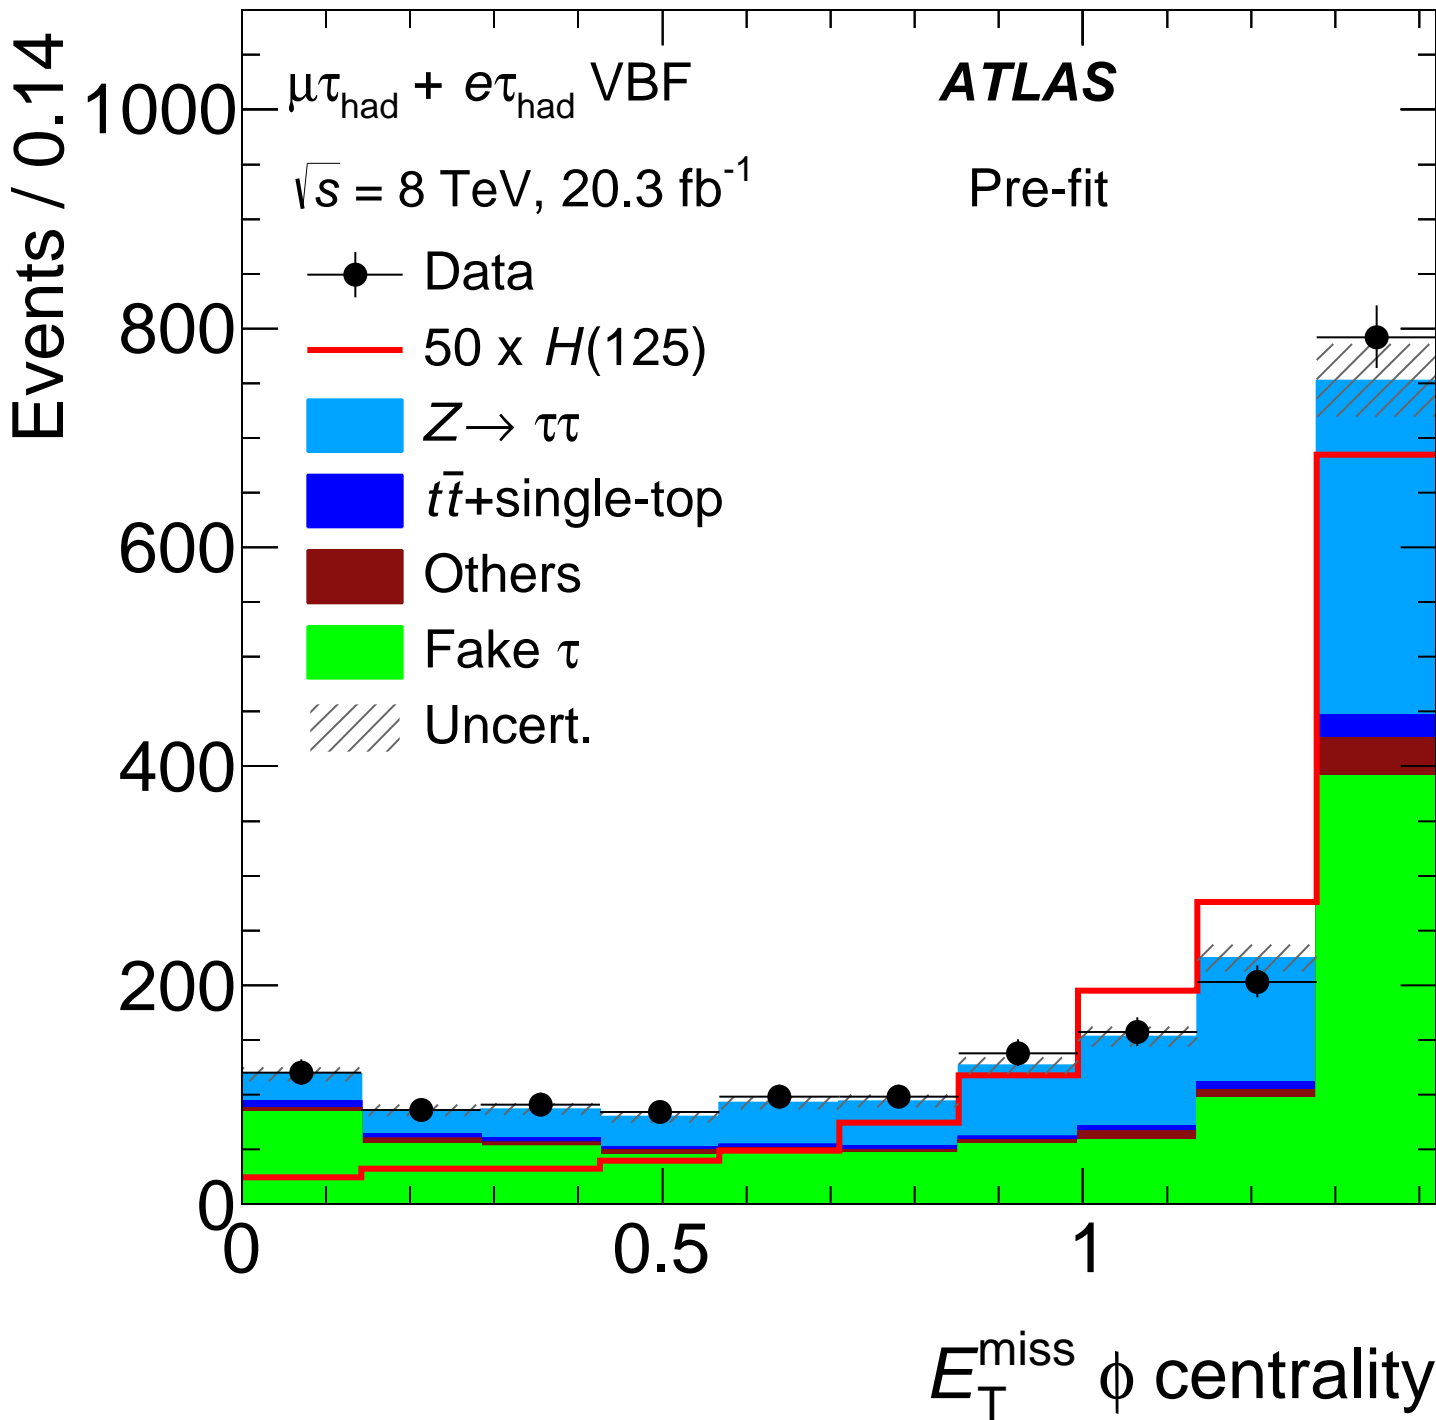 Events / 0.14
1000
800
600
400
200
0
μτhad + eτhad VBF
ATLAS
√s = 8 TeV, 20.3 fb-1
Pre-fit
Data
50 x H(125)
Z→ ττ
tt̄+single-top
Others
Fake τ
Uncert.
0 0.5 1
ETmiss ϕ centrality